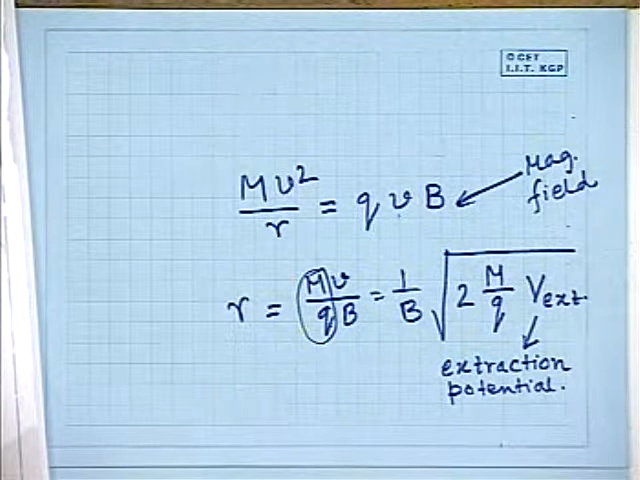 © CET
I.I.T. KGP
Mag.
field
Mv²/r = qvB
r = Mv/qB = 1/B √(2 M/q Vext.)
extraction
potential.